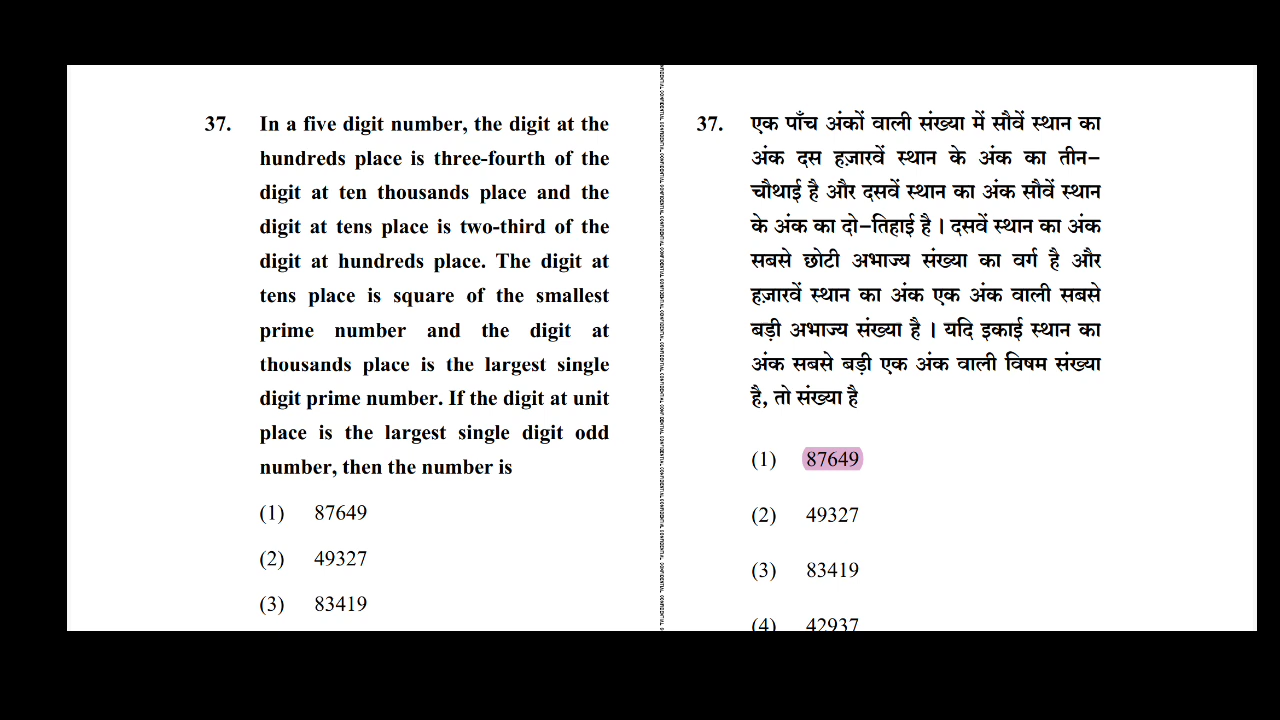 37. In a five digit number, the digit at the
hundreds place is three-fourth of the
digit at ten thousands place and the
digit at tens place is two-third of the
digit at hundreds place. The digit at
tens place is square of the smallest
prime number and the digit at
thousands place is the largest single
digit prime number. If the digit at unit
place is the largest single digit odd
number, then the number is
(1) 87649
(2) 49327
(3) 83419
37. एक पाँच अंकों वाली संख्या में सौवें स्थान का
अंक दस हज़ारवें स्थान के अंक का तीन-
चौथाई है और दसवें स्थान का अंक सौवें स्थान
के अंक का दो-तिहाई है । दसवें स्थान का अंक
सबसे छोटी अभाज्य संख्या का वर्ग है और
हज़ारवें स्थान का अंक एक अंक वाली सबसे
बड़ी अभाज्य संख्या है । यदि इकाई स्थान का
अंक सबसे बड़ी एक अंक वाली विषम संख्या
है, तो संख्या है
(1) 87649
(2) 49327
(3) 83419
(4) 42937